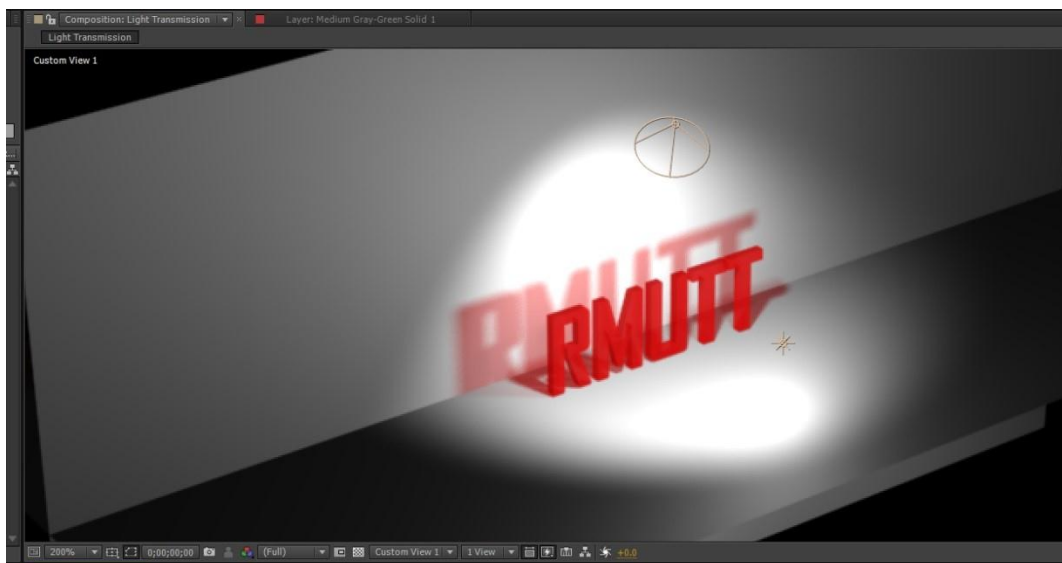 Composition: Light Transmission
Layer: Medium Gray-Green Solid 1
Light Transmission
Custom View 1
RMUTT
RMUTT
200%
0;00;00;00
(Full)
Custom View 1
1 View
+0.0